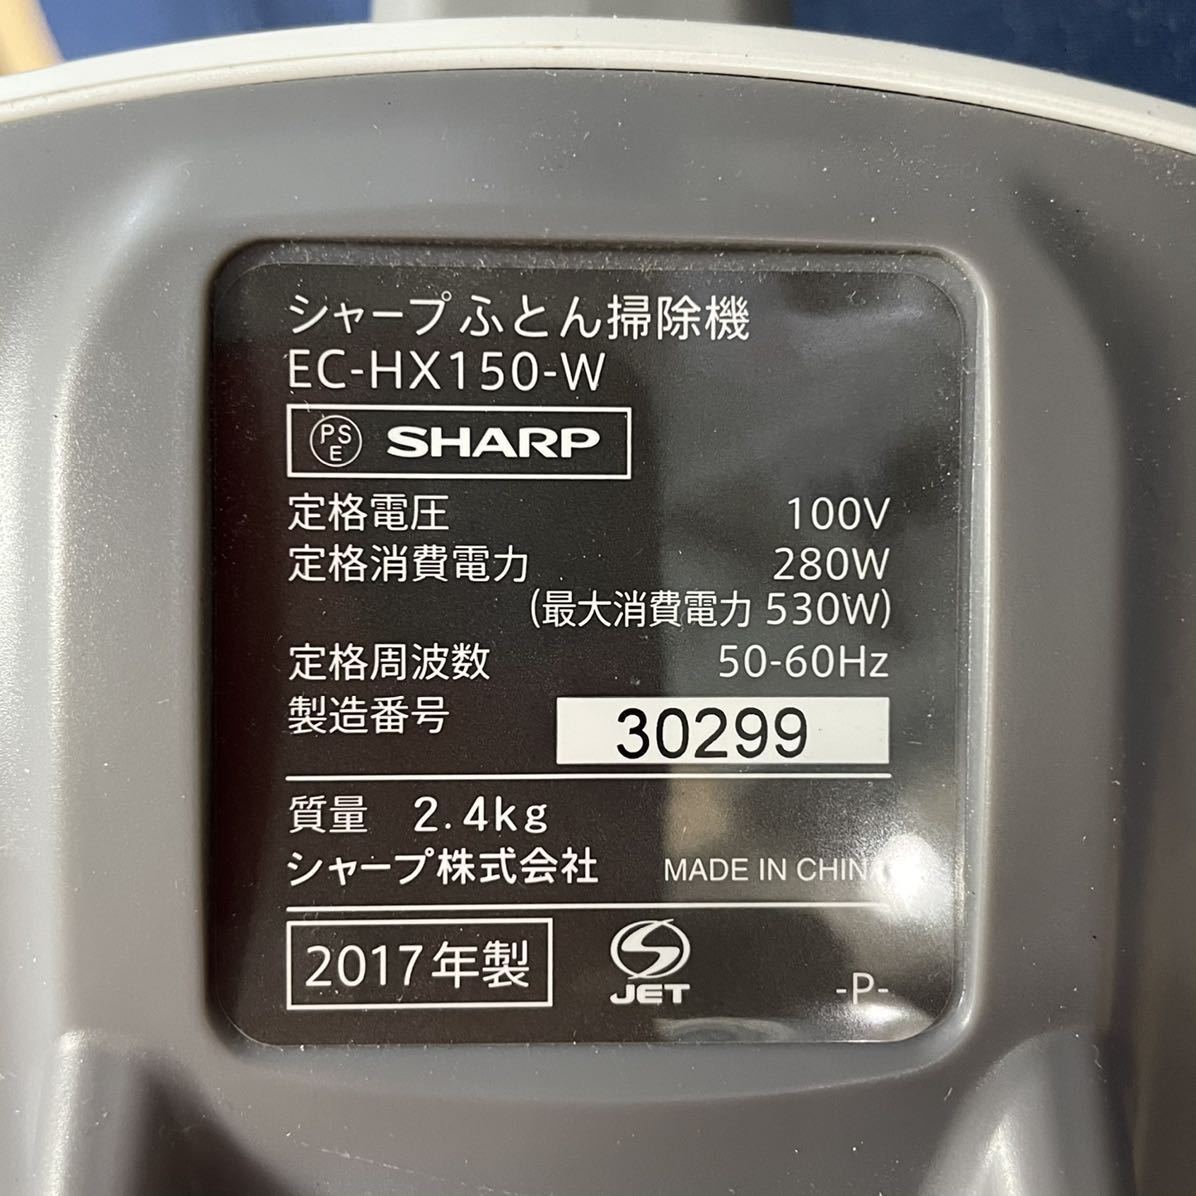 シャープふとん掃除機
EC-HX150-W
PSE SHARP
定格電圧 100V
定格消費電力 280W
(最大消費電力 530W)
定格周波数 50-60Hz
製造番号 30299
質量 2.4kg
シャープ株式会社 MADE IN CHINA
2017年製 JET -P-